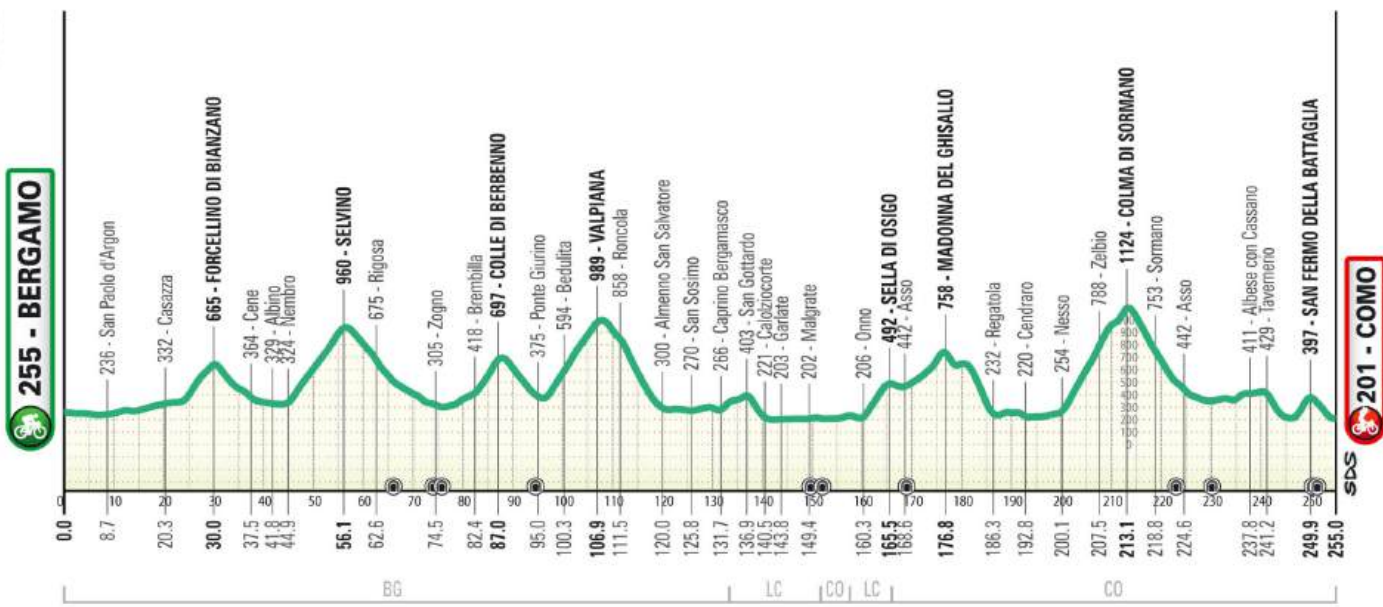 255 - BERGAMO
236 - San Paolo d'Argon
332 - Casazza
665 - FORCELLINO DI BIANZANO
364 - Cene
329 - Albino
324 - Nembro
960 - SELVINO
675 - Rigosa
305 - Zogno
418 - Brembilla
697 - COLLE DI BERBENNO
375 - Ponte Giurino
594 - Bedulita
989 - VALPIANA
858 - Roncola
300 - Almenno San Salvatore
270 - San Sosimo
266 - Caprino Bergamasco
403 - San Gottardo
221 - Calolziocorte
203 - Garlate
202 - Malgrate
206 - Onno
492 - SELLA DI OSIGO
442 - Asso
758 - MADONNA DEL GHISALLO
232 - Regatola
220 - Cendraro
254 - Nesso
788 - Zelbio
1124 - COLMA DI SORMANO
753 - Sormano
442 - Asso
411 - Albese con Cassano
429 - Tavernerio
397 - SAN FERMO DELLA BATTAGLIA
201 - COMO
900
800
700
600
500
400
300
200
100
0
SDS
0 10 20 30 40 50 60 70 80 90 100 110 120 130 140 150 160 170 180 190 200 210 220 230 240 250
0.0 8.7 20.3 30.0 37.5 41.8 44.9 56.1 62.6 74.5 82.4 87.0 95.0 100.3 106.9 111.5 120.0 125.8 131.7 136.9 140.5 143.8 149.4 160.3 165.5 168.6 176.8 186.3 192.8 200.1 207.5 213.1 218.8 224.6 237.8 241.2 249.9 255.0
BG LC CO LC CO